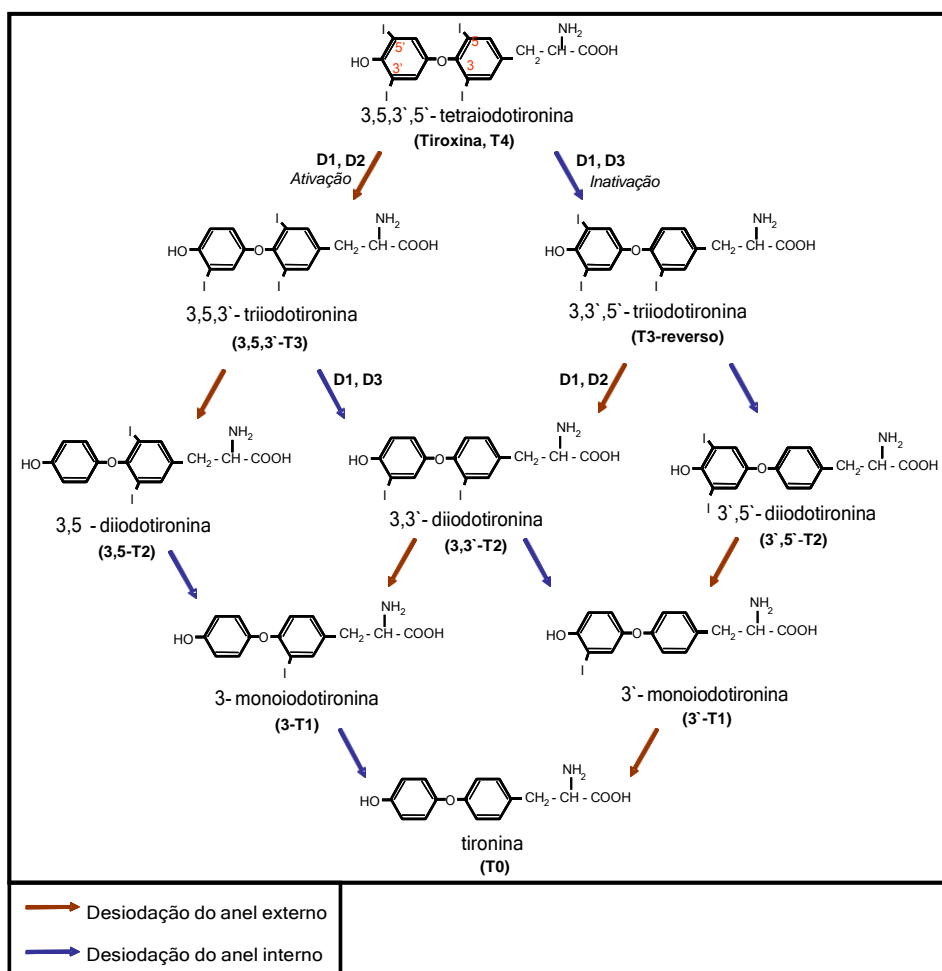 I
I
NH2
5'
5
HO
O
CH2-CH-COOH
3'
3
I
I
3,5,3`,5`- tetraiodotironina
(Tiroxina, T4)
D1, D2
Ativação
D1, D3
Inativação
I
NH2
HO
O
CH2-CH-COOH
I
I
3,5,3`- triiodotironina
(3,5,3`-T3)
I
NH2
HO
O
CH2-CH-COOH
I
I
3,3`,5`- triiodotironina
(T3-reverso)
D1, D3
D1, D2
I
NH2
HO
O
CH2-CH-COOH
I
3,5 - diiodotironina
(3,5-T2)
NH2
HO
O
CH2-CH-COOH
I
I
3,3`- diiodotironina
(3,3`-T2)
I
NH2
HO
O
CH2-CH-COOH
I
3`,5`- diiodotironina
(3`,5`-T2)
NH2
HO
O
CH2-CH-COOH
I
3- monoiodotironina
(3-T1)
NH2
HO
O
CH2-CH-COOH
I
3`- monoiodotironina
(3`-T1)
NH2
HO
O
CH2-CH-COOH
tironina
(T0)
Desiodação do anel externo
Desiodação do anel interno